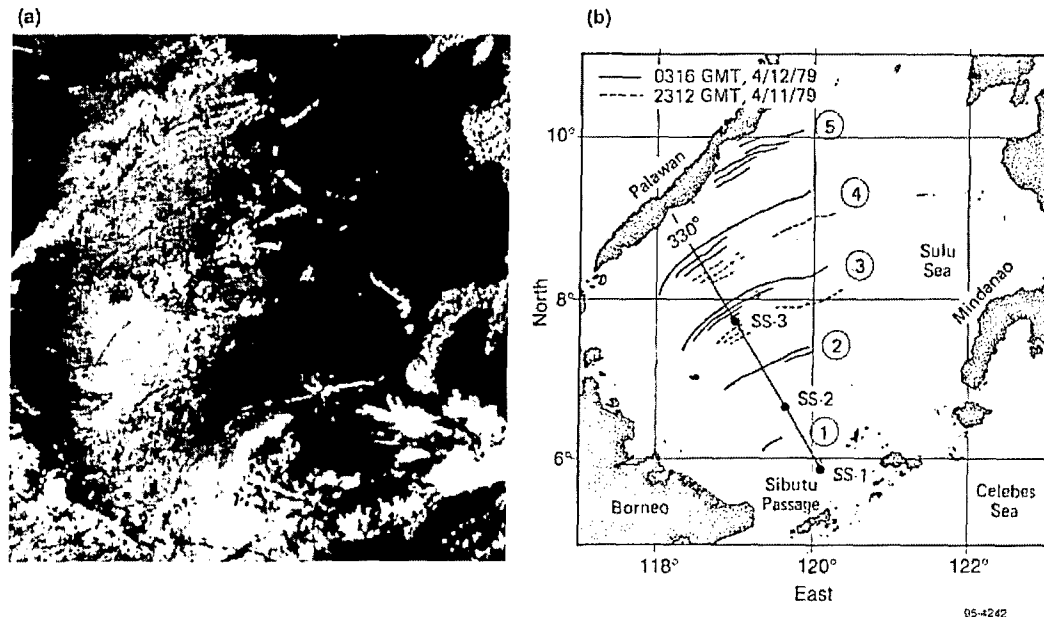 (a)
(b)
0316 GMT, 4/12/79
2312 GMT, 4/11/79
10°
5
Palawan
4
330°
Sulu
Sea
3
North
8°
SS-3
Mindanao
2
SS-2
1
6°
SS-1
Sibutu
Passage
Borneo
Celebes
Sea
118°
120°
122°
East
05-4242